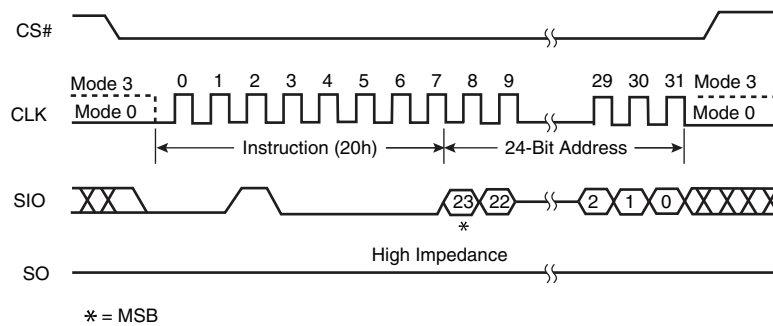 CS#
Mode 3
0 1 2 3 4 5 6 7 8 9 29 30 31
Mode 3
CLK
Mode 0
Mode 0
Instruction (20h)
24-Bit Address
SIO
23 22 2 1 0
*
High Impedance
SO
* = MSB